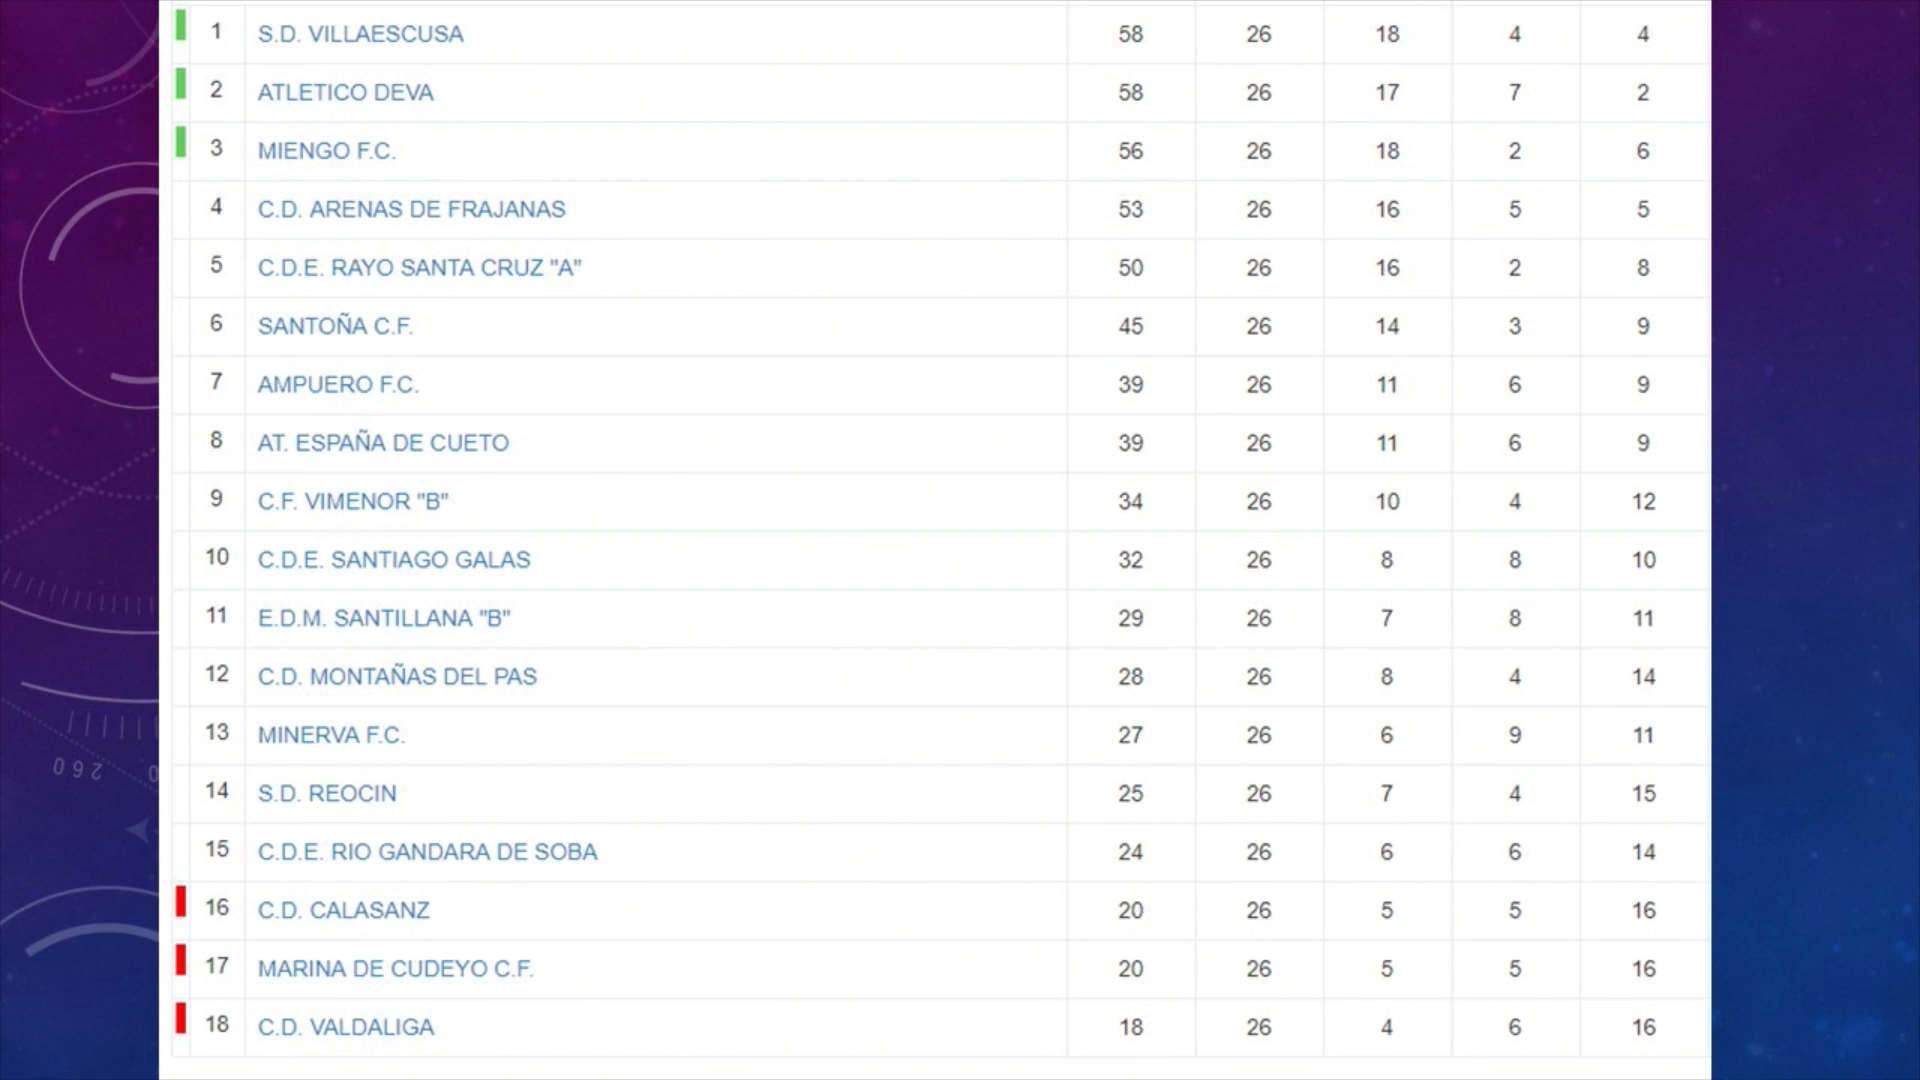 1 S.D. VILLAESCUSA 58 26 18 4 4
2 ATLETICO DEVA 58 26 17 7 2
3 MIENGO F.C. 56 26 18 2 6
4 C.D. ARENAS DE FRAJANAS 53 26 16 5 5
5 C.D.E. RAYO SANTA CRUZ "A" 50 26 16 2 8
6 SANTOÑA C.F. 45 26 14 3 9
7 AMPUERO F.C. 39 26 11 6 9
8 AT. ESPAÑA DE CUETO 39 26 11 6 9
9 C.F. VIMENOR "B" 34 26 10 4 12
10 C.D.E. SANTIAGO GALAS 32 26 8 8 10
11 E.D.M. SANTILLANA "B" 29 26 7 8 11
12 C.D. MONTAÑAS DEL PAS 28 26 8 4 14
13 MINERVA F.C. 27 26 6 9 11
14 S.D. REOCIN 25 26 7 4 15
15 C.D.E. RIO GANDARA DE SOBA 24 26 6 6 14
16 C.D. CALASANZ 20 26 5 5 16
17 MARINA DE CUDEYO C.F. 20 26 5 5 16
18 C.D. VALDALIGA 18 26 4 6 16
260